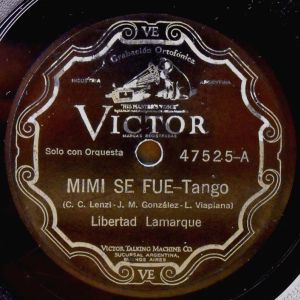 VE
Grabación Ortofónica
INDUSTRIA ARGENTINA
"HIS MASTER'S VOICE"
VICTOR
MARCAS REGISTRADAS
Solo con Orquesta 47525-A
MIMI SE FUE-Tango
(C. C. Lenzi-J. M. González-L. Viapiana)
Libertad Lamarque
VICTOR TALKING MACHINE CO.
SUCURSAL ARGENTINA,
BUENOS AIRES
VE